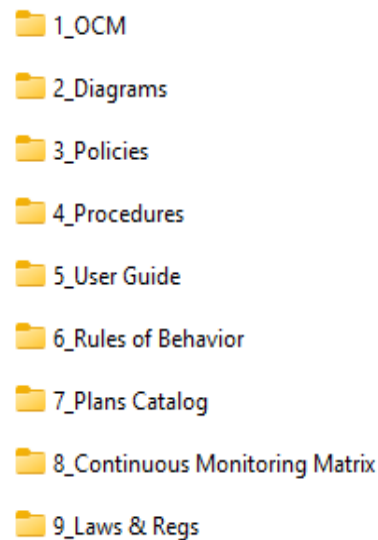 1_OCM
2_Diagrams
3_Policies
4_Procedures
5_User Guide
6_Rules of Behavior
7_Plans Catalog
8_Continuous Monitoring Matrix
9_Laws & Regs